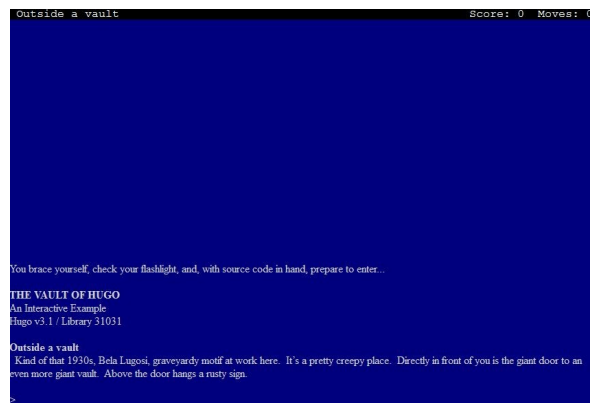 Outside a vault Score: 0 Moves: 0
You brace yourself, check your flashlight, and, with source code in hand, prepare to enter...
THE VAULT OF HUGO
An Interactive Example
Hugo v3.1 / Library 31031
Outside a vault
Kind of that 1930s, Bela Lugosi, graveyardy motif at work here. It's a pretty creepy place. Directly in front of you is the giant door to an
even more giant vault. Above the door hangs a rusty sign.
>